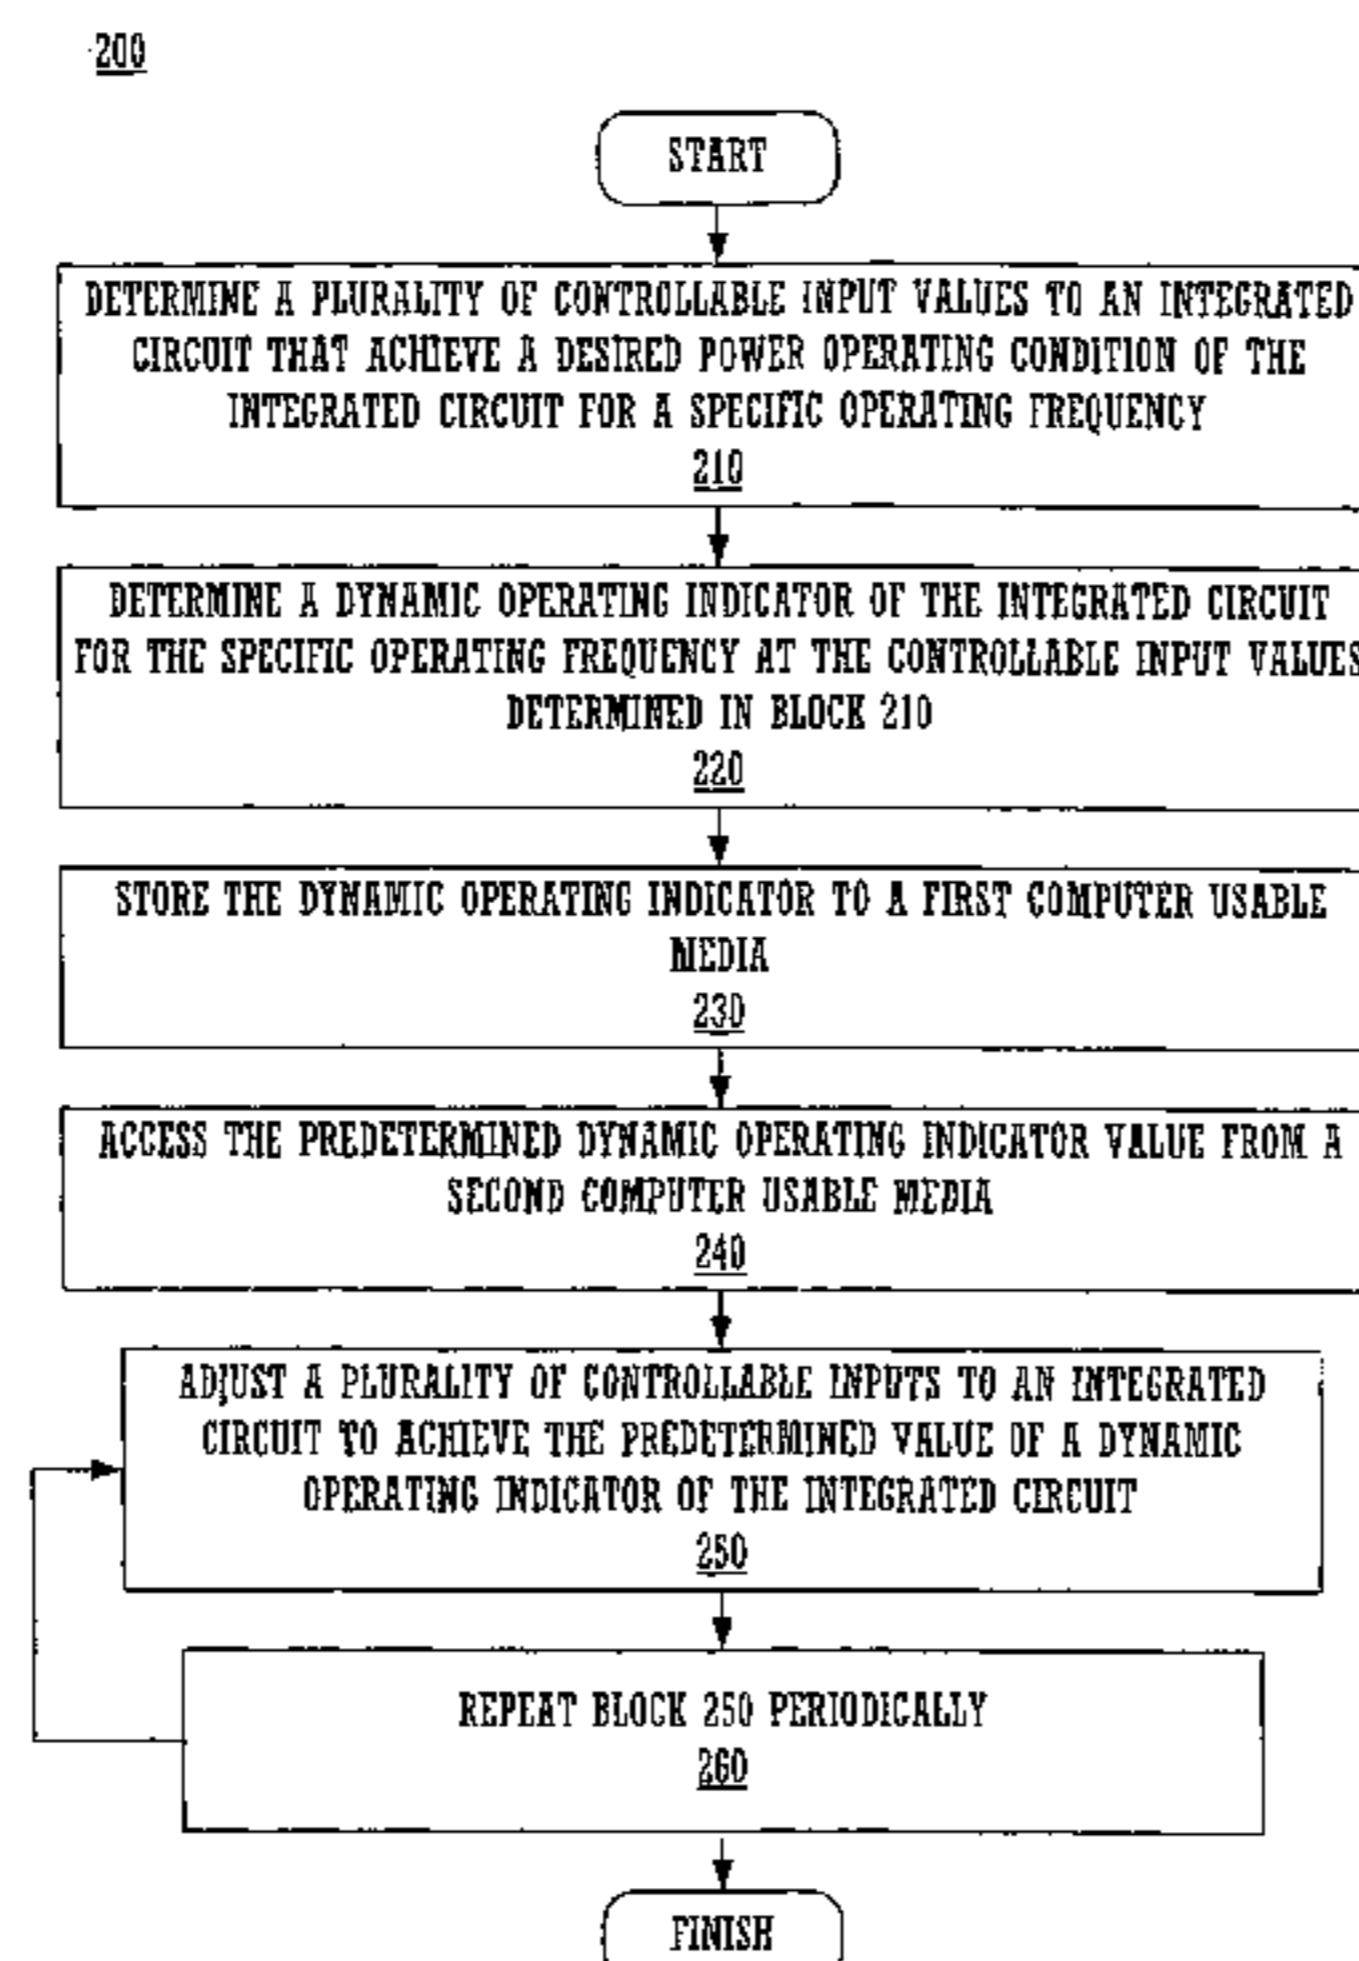 200
START
DETERMINE A PLURALITY OF CONTROLLABLE INPUT VALUES TO AN INTEGRATED
CIRCUIT THAT ACHIEVE A DESIRED POWER OPERATING CONDITION OF THE
INTEGRATED CIRCUIT FOR A SPECIFIC OPERATING FREQUENCY
210
DETERMINE A DYNAMIC OPERATING INDICATOR OF THE INTEGRATED CIRCUIT
FOR THE SPECIFIC OPERATING FREQUENCY AT THE CONTROLLABLE INPUT VALUES
DETERMINED IN BLOCK 210
220
STORE THE DYNAMIC OPERATING INDICATOR TO A FIRST COMPUTER USABLE
MEDIA
230
ACCESS THE PREDETERMINED DYNAMIC OPERATING INDICATOR VALUE FROM A
SECOND COMPUTER USABLE MEDIA
240
ADJUST A PLURALITY OF CONTROLLABLE INPUTS TO AN INTEGRATED
CIRCUIT TO ACHIEVE THE PREDETERMINED VALUE OF A DYNAMIC
OPERATING INDICATOR OF THE INTEGRATED CIRCUIT
250
REPEAT BLOCK 250 PERIODICALLY
260
FINISH